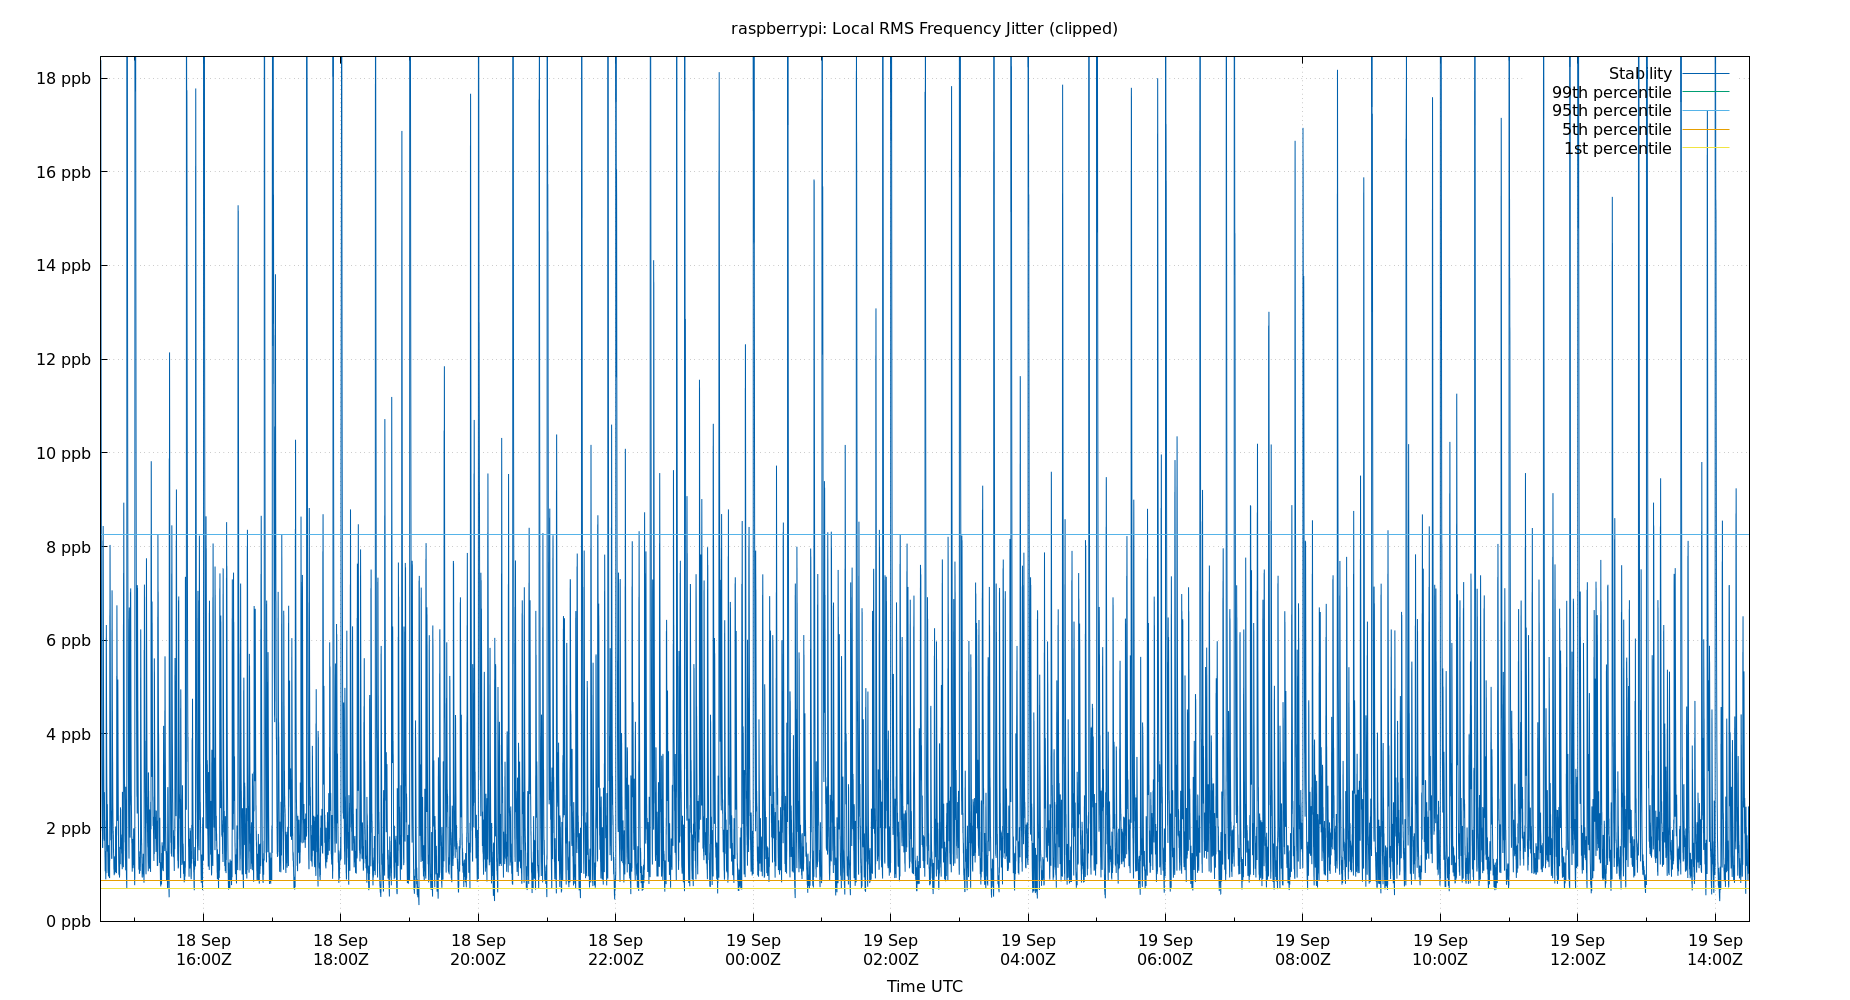 raspberrypi: Local RMS Frequency Jitter (clipped)
18 ppb
16 ppb
14 ppb
12 ppb
10 ppb
8 ppb
6 ppb
4 ppb
2 ppb
0 ppb
Stability
99th percentile
95th percentile
5th percentile
1st percentile
18 Sep 18 Sep 18 Sep 18 Sep 19 Sep 19 Sep 19 Sep 19 Sep 19 Sep 19 Sep 19 Sep 19 Sep
16:00Z 18:00Z 20:00Z 22:00Z 00:00Z 02:00Z 04:00Z 06:00Z 08:00Z 10:00Z 12:00Z 14:00Z
Time UTC